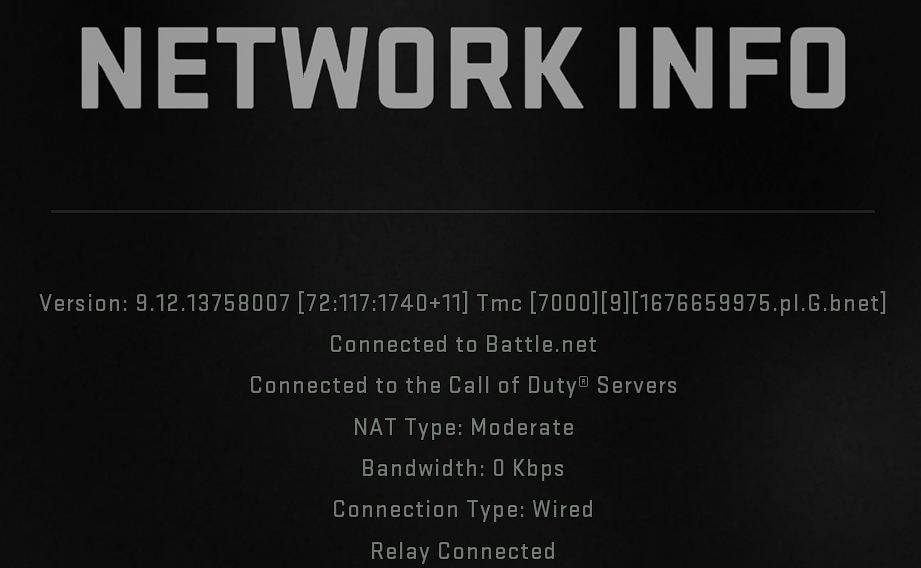 NETWORK INFO
Version: 9.12.13758007 [72:117:1740+11] Tmc [7000][9][1676659975.pl.G.bnet]
Connected to Battle.net
Connected to the Call of Duty® Servers
NAT Type: Moderate
Bandwidth: 0 Kbps
Connection Type: Wired
Relay Connected